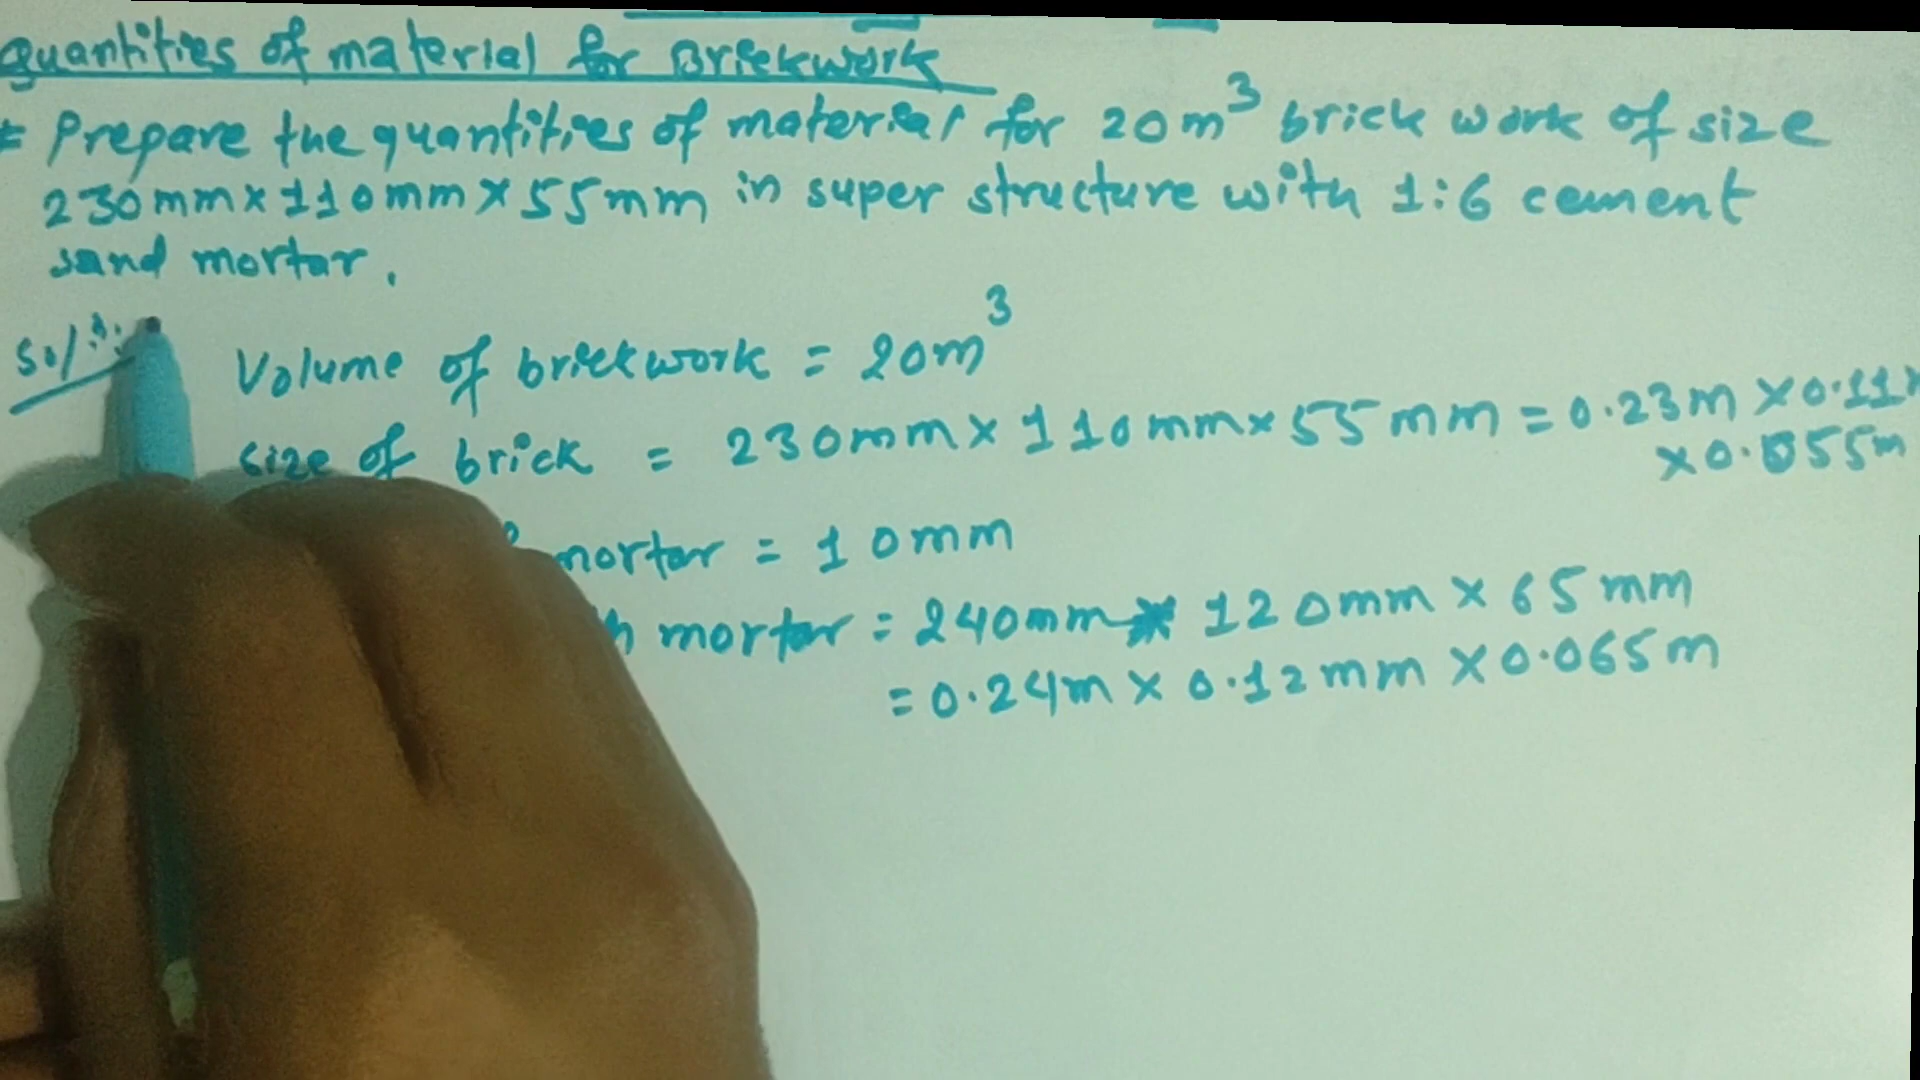 Quantities of material for Brickwork
* Prepare the quantities of material for 20m³ brick work of size
230mm x 110mm x 55mm in super structure with 1:6 cement
sand mortar.
Solⁿ: Volume of brickwork = 20m³
size of brick = 230mm x 110mm x 55mm = 0.23m x 0.11
x 0.055m
mortar = 10mm
mortar = 240mm x 120mm x 65mm
= 0.24m x 0.12mm x 0.065m